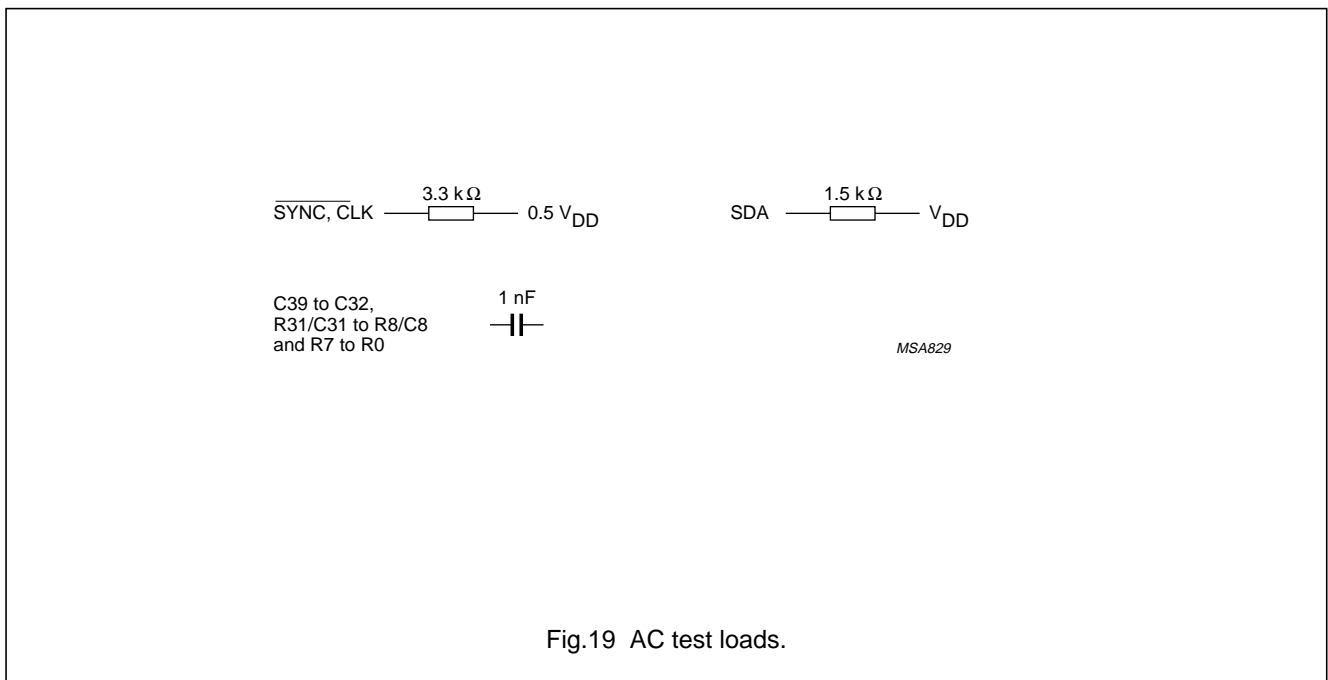 3.3 kΩ
SYNC, CLK
0.5 VDD
1.5 kΩ
SDA
VDD
C39 to C32,
R31/C31 to R8/C8
and R7 to R0
1 nF
MSA829
Fig.19 AC test loads.